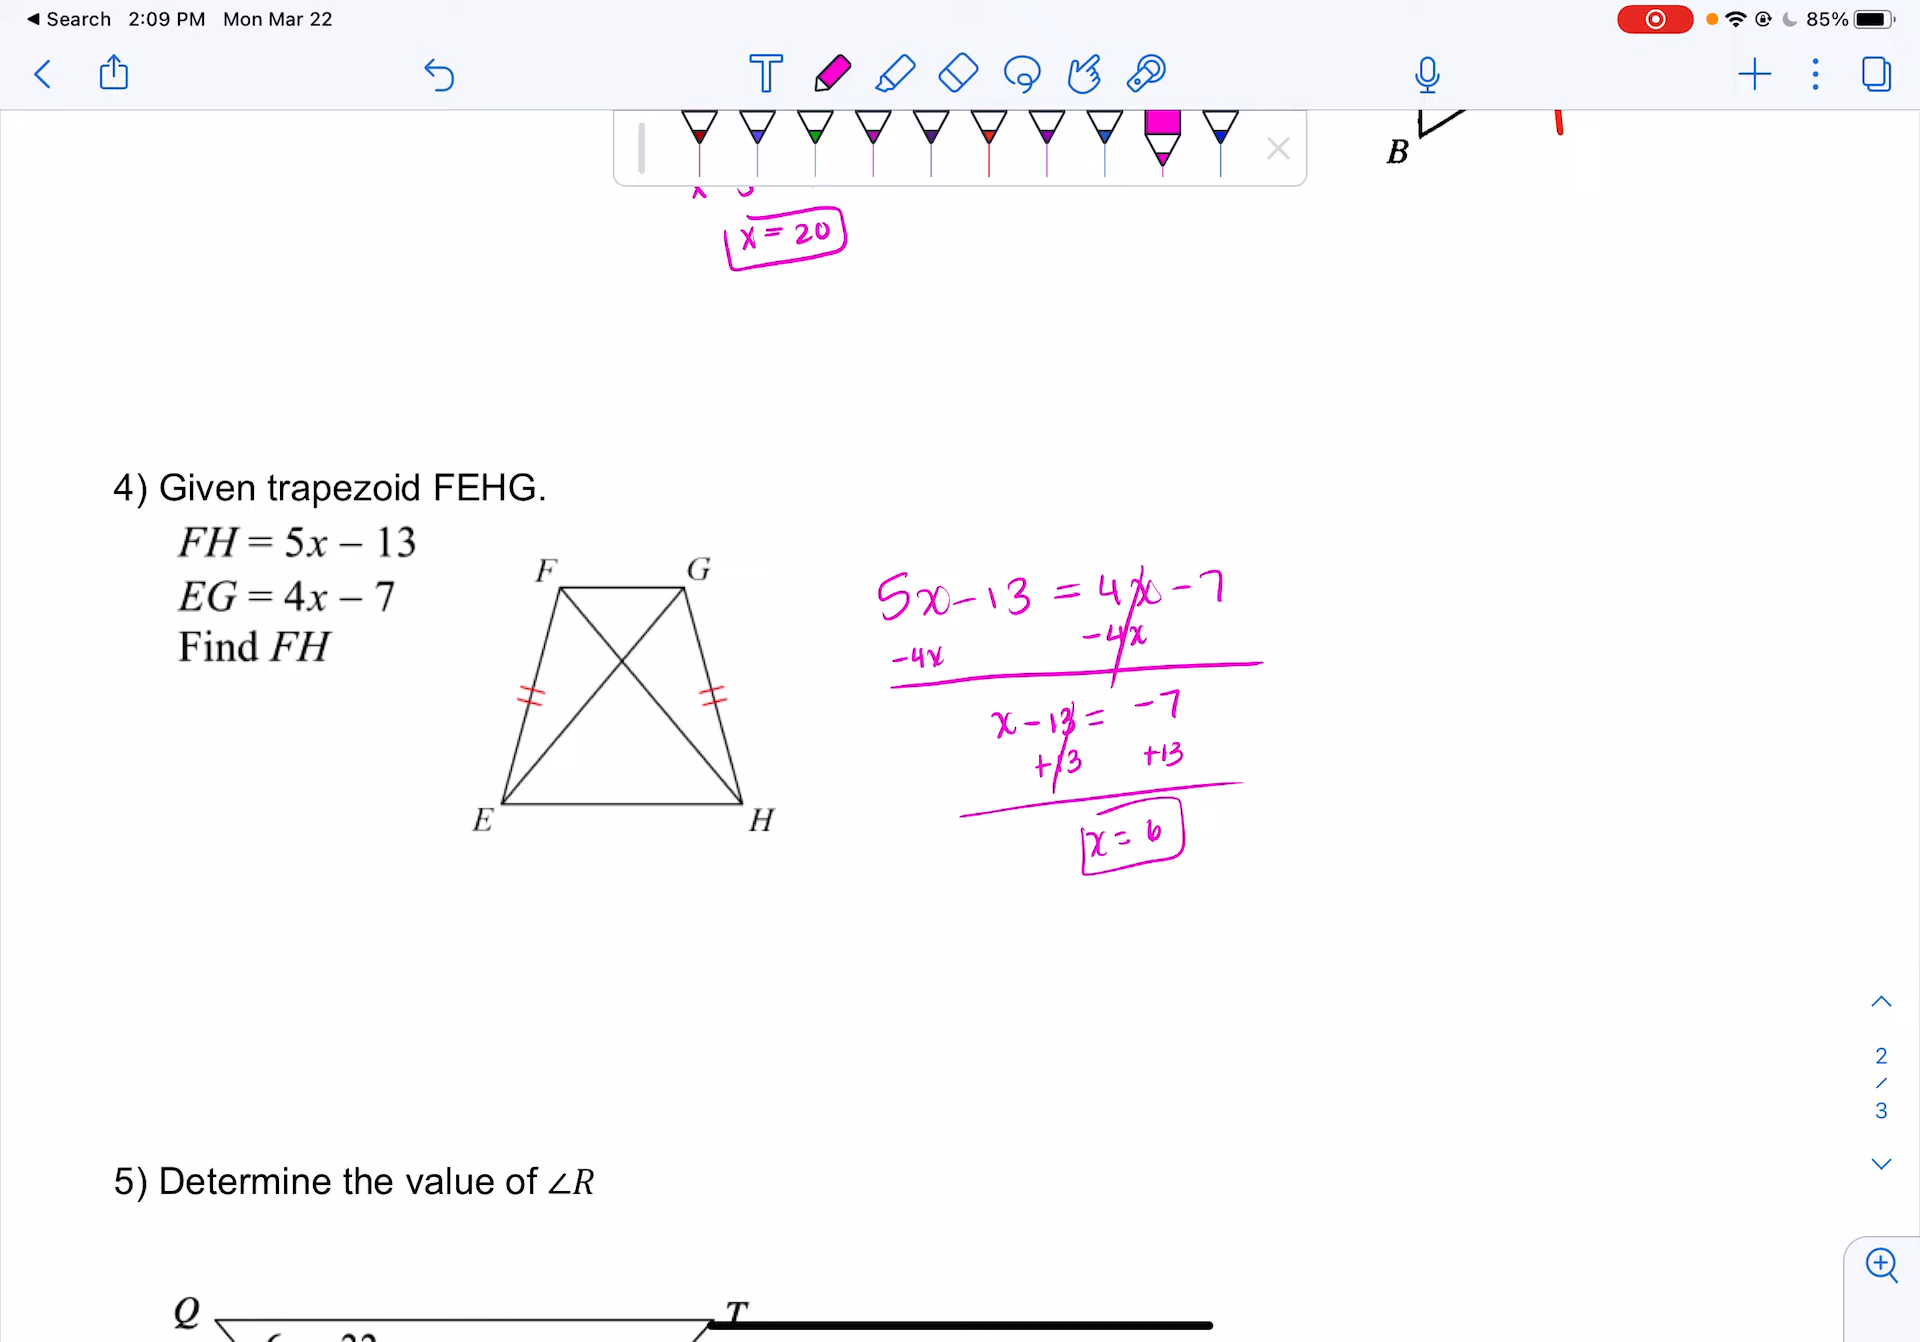 Search 2:09 PM Mon Mar 22
85%
B
x = 20
4) Given trapezoid FEHG.
FH = 5x – 13
EG = 4x – 7
Find FH
F G
E H
5x - 13 = 4x - 7
-4x -4x
x - 13 = -7
+13 +13
x = 6
2
/
3
5) Determine the value of ∠R
Q T